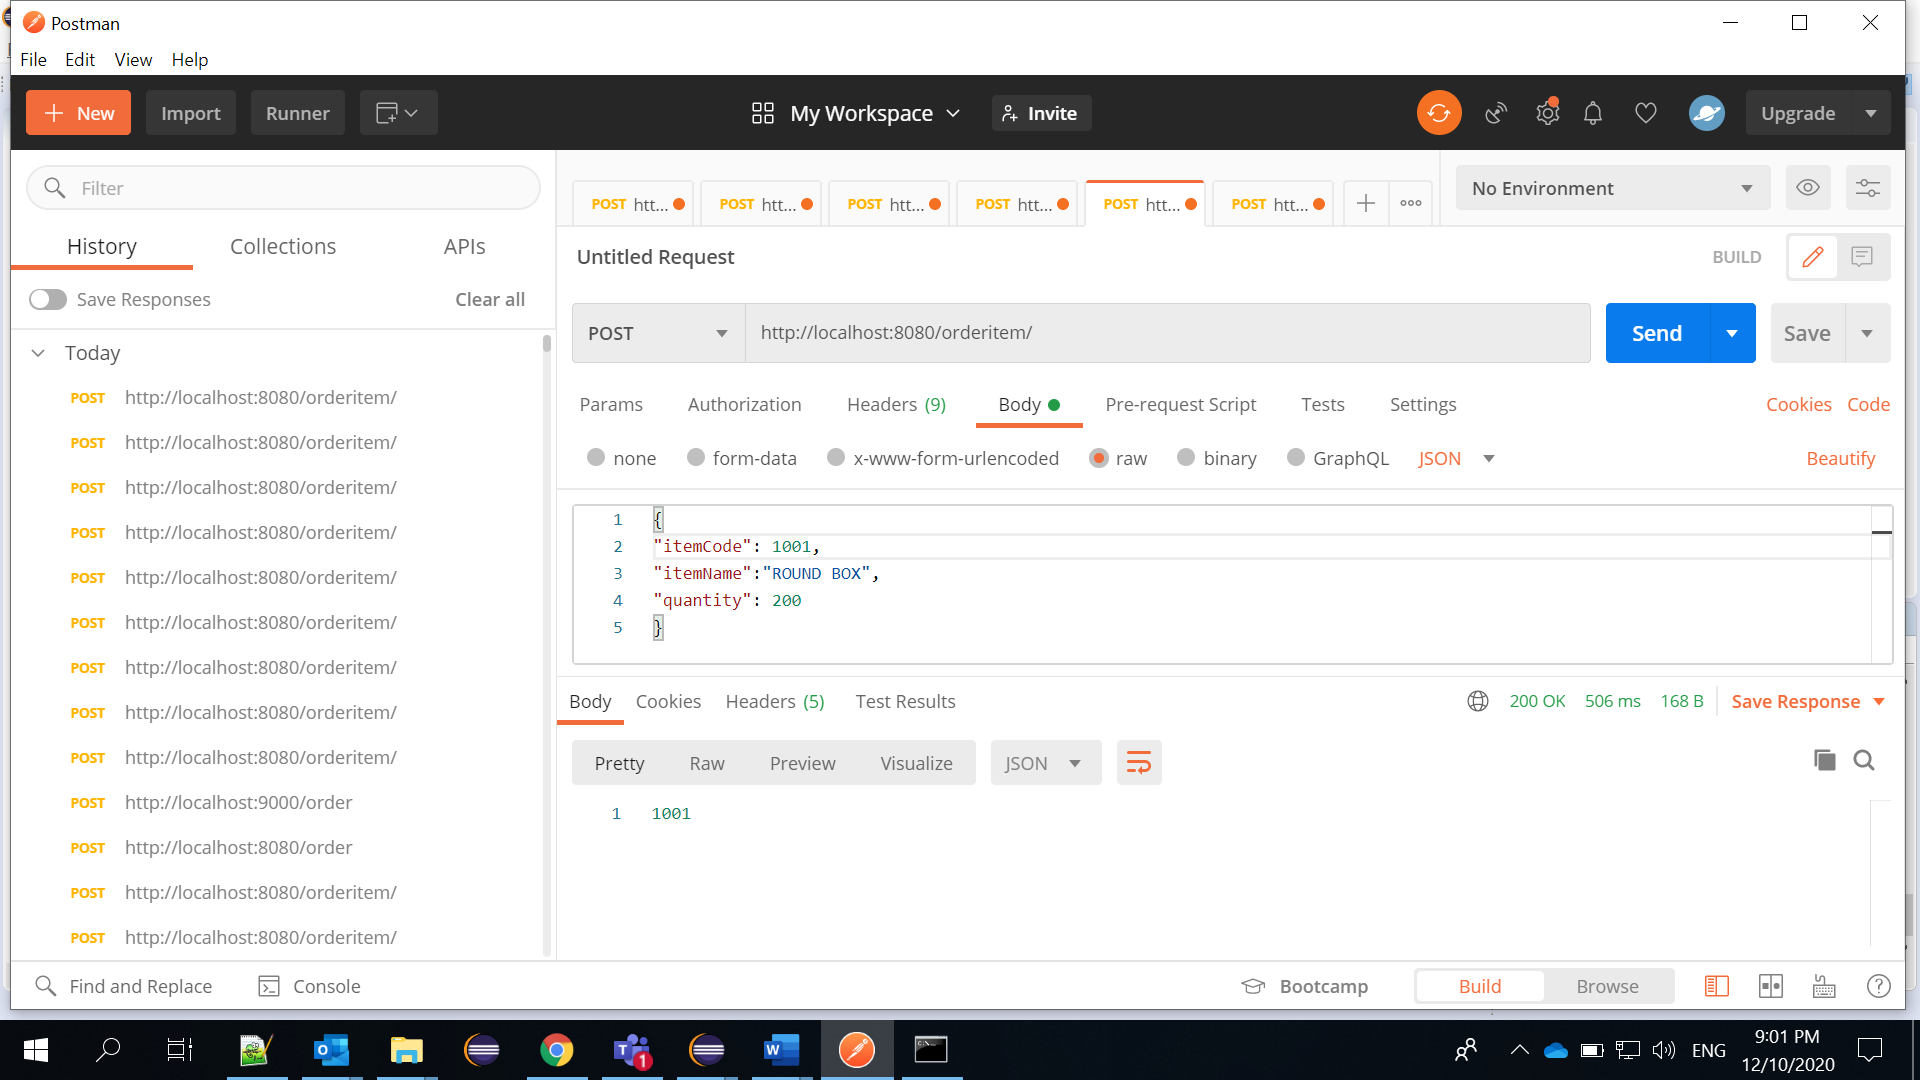 Postman
File Edit View Help
New Import Runner My Workspace Invite Upgrade
Filter
History Collections APIs
Save Responses Clear all
Today
POST http://localhost:8080/orderitem/
POST http://localhost:8080/orderitem/
POST http://localhost:8080/orderitem/
POST http://localhost:8080/orderitem/
POST http://localhost:8080/orderitem/
POST http://localhost:8080/orderitem/
POST http://localhost:8080/orderitem/
POST http://localhost:8080/orderitem/
POST http://localhost:8080/orderitem/
POST http://localhost:9000/order
POST http://localhost:8080/order
POST http://localhost:8080/orderitem/
POST http://localhost:8080/orderitem/
POST htt... POST htt... POST htt... POST htt... POST htt... POST htt... No Environment
Untitled Request BUILD
POST http://localhost:8080/orderitem/ Send Save
Params Authorization Headers (9) Body Pre-request Script Tests Settings Cookies Code
none form-data x-www-form-urlencoded raw binary GraphQL JSON Beautify
1 {
2 "itemCode": 1001,
3 "itemName":"ROUND BOX",
4 "quantity": 200
5 }
Body Cookies Headers (5) Test Results 200 OK 506 ms 168 B Save Response
Pretty Raw Preview Visualize JSON
1 1001
Find and Replace Console Bootcamp Build Browse
1 ENG 9:01 PM
12/10/2020